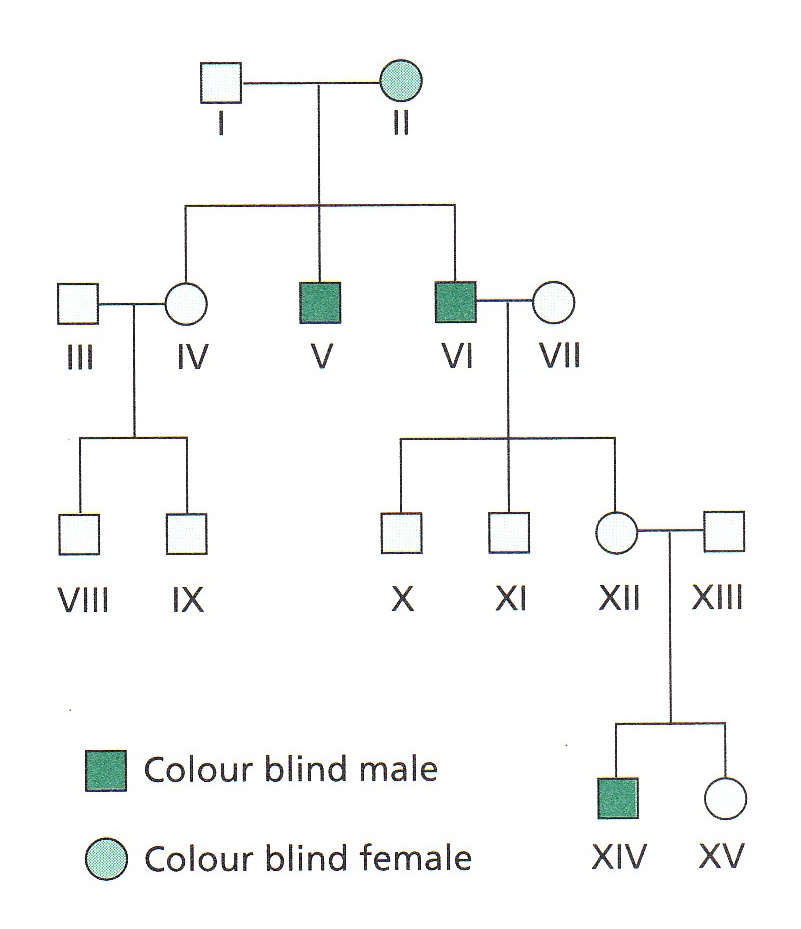 I II
III IV V VI VII
VIII IX X XI XII XIII
Colour blind male
Colour blind female
XIV XV